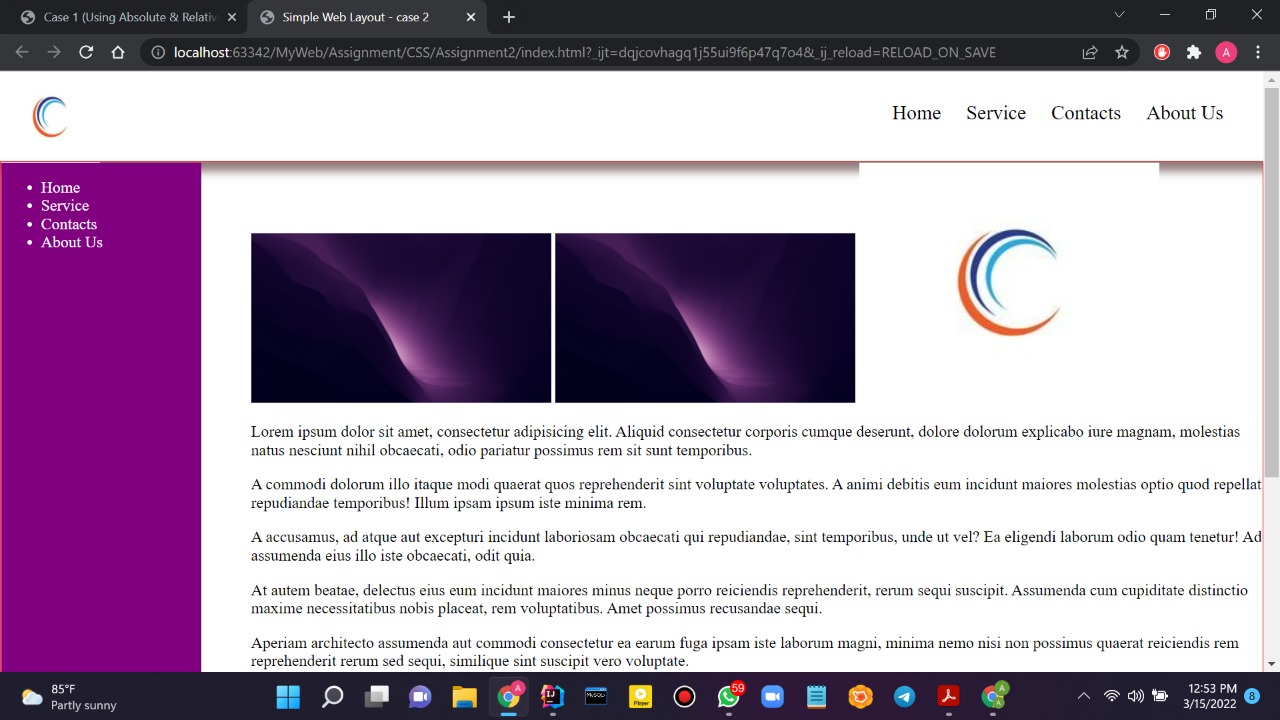 Case 1 (Using Absolute & Relativ
Simple Web Layout - case 2
localhost:63342/MyWeb/Assignment/CSS/Assignment2/Index.html?_ijt=dqjcovhagq1j55ui9f6p47q7o4&_ij_reload=RELOAD_ON_SAVE
A
Home Service Contacts About Us
Home
Service
Contacts
About Us
Lorem ipsum dolor sit amet, consectetur adipisicing elit. Aliquid consectetur corporis cumque deserunt, dolore dolorum explicabo iure magnam, molestias
natus nesciunt nihil obcaecati, odio pariatur possimus rem sit sunt temporibus.
A commodi dolorum illo itaque modi quaerat quos reprehenderit sint voluptate voluptates. A animi debitis eum incidunt maiores molestias optio quod repellat
repudiandae temporibus! Illum ipsam ipsum iste minima rem.
A accusamus, ad atque aut excepturi incidunt laboriosam obcaecati qui repudiandae, sint temporibus, unde ut vel? Ea eligendi laborum odio quam tenetur! Ad
assumenda eius illo iste obcaecati, odit quia.
At autem beatae, delectus eius eum incidunt maiores minus neque porro reiciendis reprehenderit, rerum sequi suscipit. Assumenda cum cupiditate distinctio
maxime necessitatibus nobis placeat, rem voluptatibus. Amet possimus recusandae sequi.
Aperiam architecto assumenda aut commodi consectetur ea earum fuga ipsam iste laborum magni, minima nemo nisi non possimus quaerat reiciendis rem
reprehenderit rerum sed sequi, similique sint suscipit vero voluptate.
85°F
Partly sunny
A
IJ
MySQL
Player
59
A
A
12:53 PM
3/15/2022
8